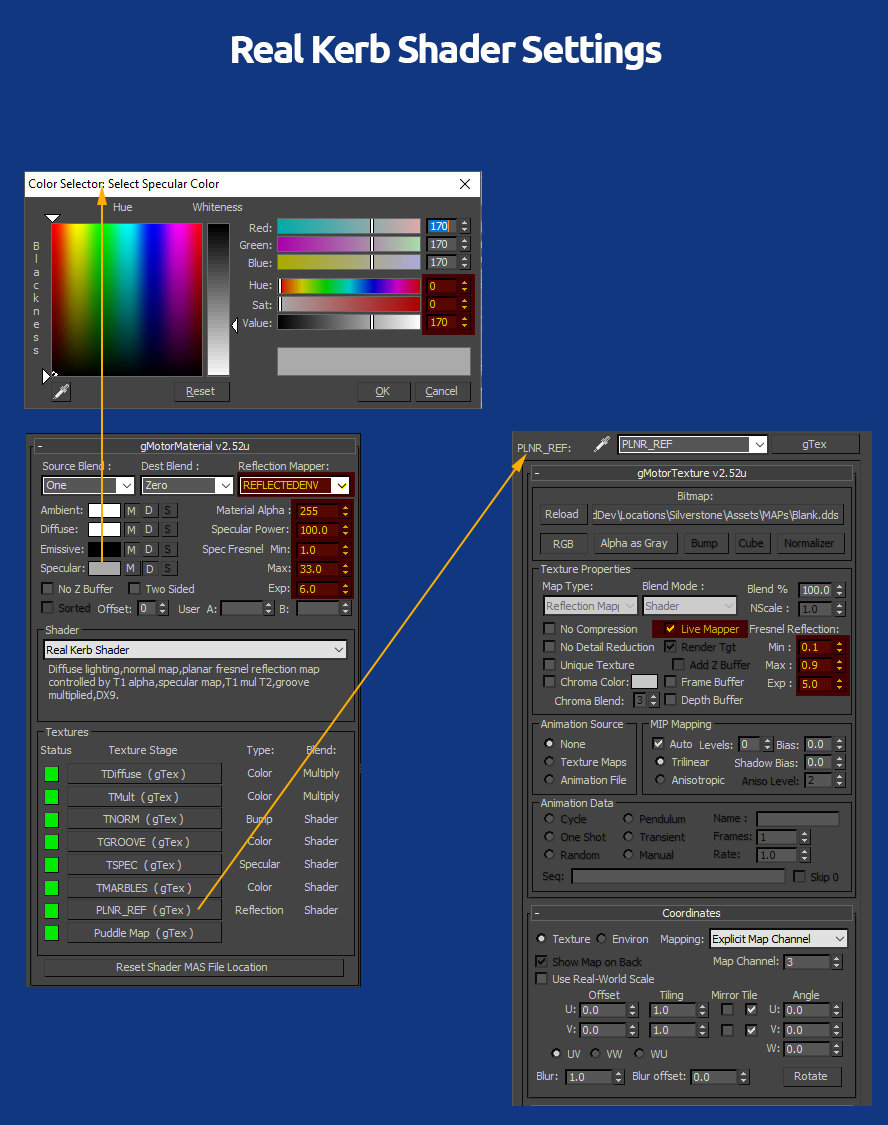 Real Kerb Shader Settings
Color Selector: Select Specular Color
Hue Whiteness
Blackness
Red: 170
Green: 170
Blue: 170
Hue: 0
Sat: 0
Value: 170
Reset OK Cancel
- gMotorMaterial v2.52u
Source Blend : Dest Blend : Reflection Mapper:
One Zero REFLECTEDENV
Ambient: M D S Material Alpha : 255
Diffuse: M D S Specular Power: 100.0
Emissive: M D S Spec Fresnel Min: 1.0
Specular: M D S Max: 33.0
No Z Buffer Two Sided Exp: 6.0
Sorted Offset: 0 User A: B:
Shader
Real Kerb Shader
Diffuse lighting,normal map,planar fresnel reflection map
controlled by T1 alpha,specular map,T1 mul T2,groove
multiplied,DX9.
Textures
Status Texture Stage Type: Blend:
TDiffuse ( gTex ) Color Multiply
TMult ( gTex ) Color Multiply
TNORM ( gTex ) Bump Shader
TGROOVE ( gTex ) Color Shader
TSPEC ( gTex ) Specular Shader
TMARBLES ( gTex ) Color Shader
PLNR_REF ( gTex ) Reflection Shader
Puddle Map ( gTex )
Reset Shader MAS File Location
PLNR_REF: PLNR_REF gTex
- gMotorTexture v2.52u
Bitmap:
Reload dDev\Locations\Silverstone\Assets\MAPs\Blank.dds
RGB Alpha as Gray Bump Cube Normalizer
Texture Properties
Map Type: Blend Mode : Blend % 100.0
Reflection Map Shader NScale : 1.0
No Compression Live Mapper Fresnel Reflection:
No Detail Reduction Render Tgt Min : 0.1
Unique Texture Add Z Buffer Max : 0.9
Chroma Color: Frame Buffer Exp : 5.0
Chroma Blend: 3 Depth Buffer
Animation Source MIP Mapping
None Auto Levels: 0 Bias: 0.0
Texture Maps Trilinear Shadow Bias: 0.0
Animation File Anisotropic Aniso Level: 2
Animation Data
Cycle Pendulum Name :
One Shot Transient Frames: 1
Random Manual Rate: 1.0
Seq: Skip 0
- Coordinates
Texture Environ Mapping: Explicit Map Channel
Show Map on Back Map Channel: 3
Use Real-World Scale
Offset Tiling Mirror Tile Angle
U: 0.0 1.0 U: 0.0
V: 0.0 1.0 V: 0.0
W: 0.0
UV VW WU
Blur: 1.0 Blur offset: 0.0 Rotate